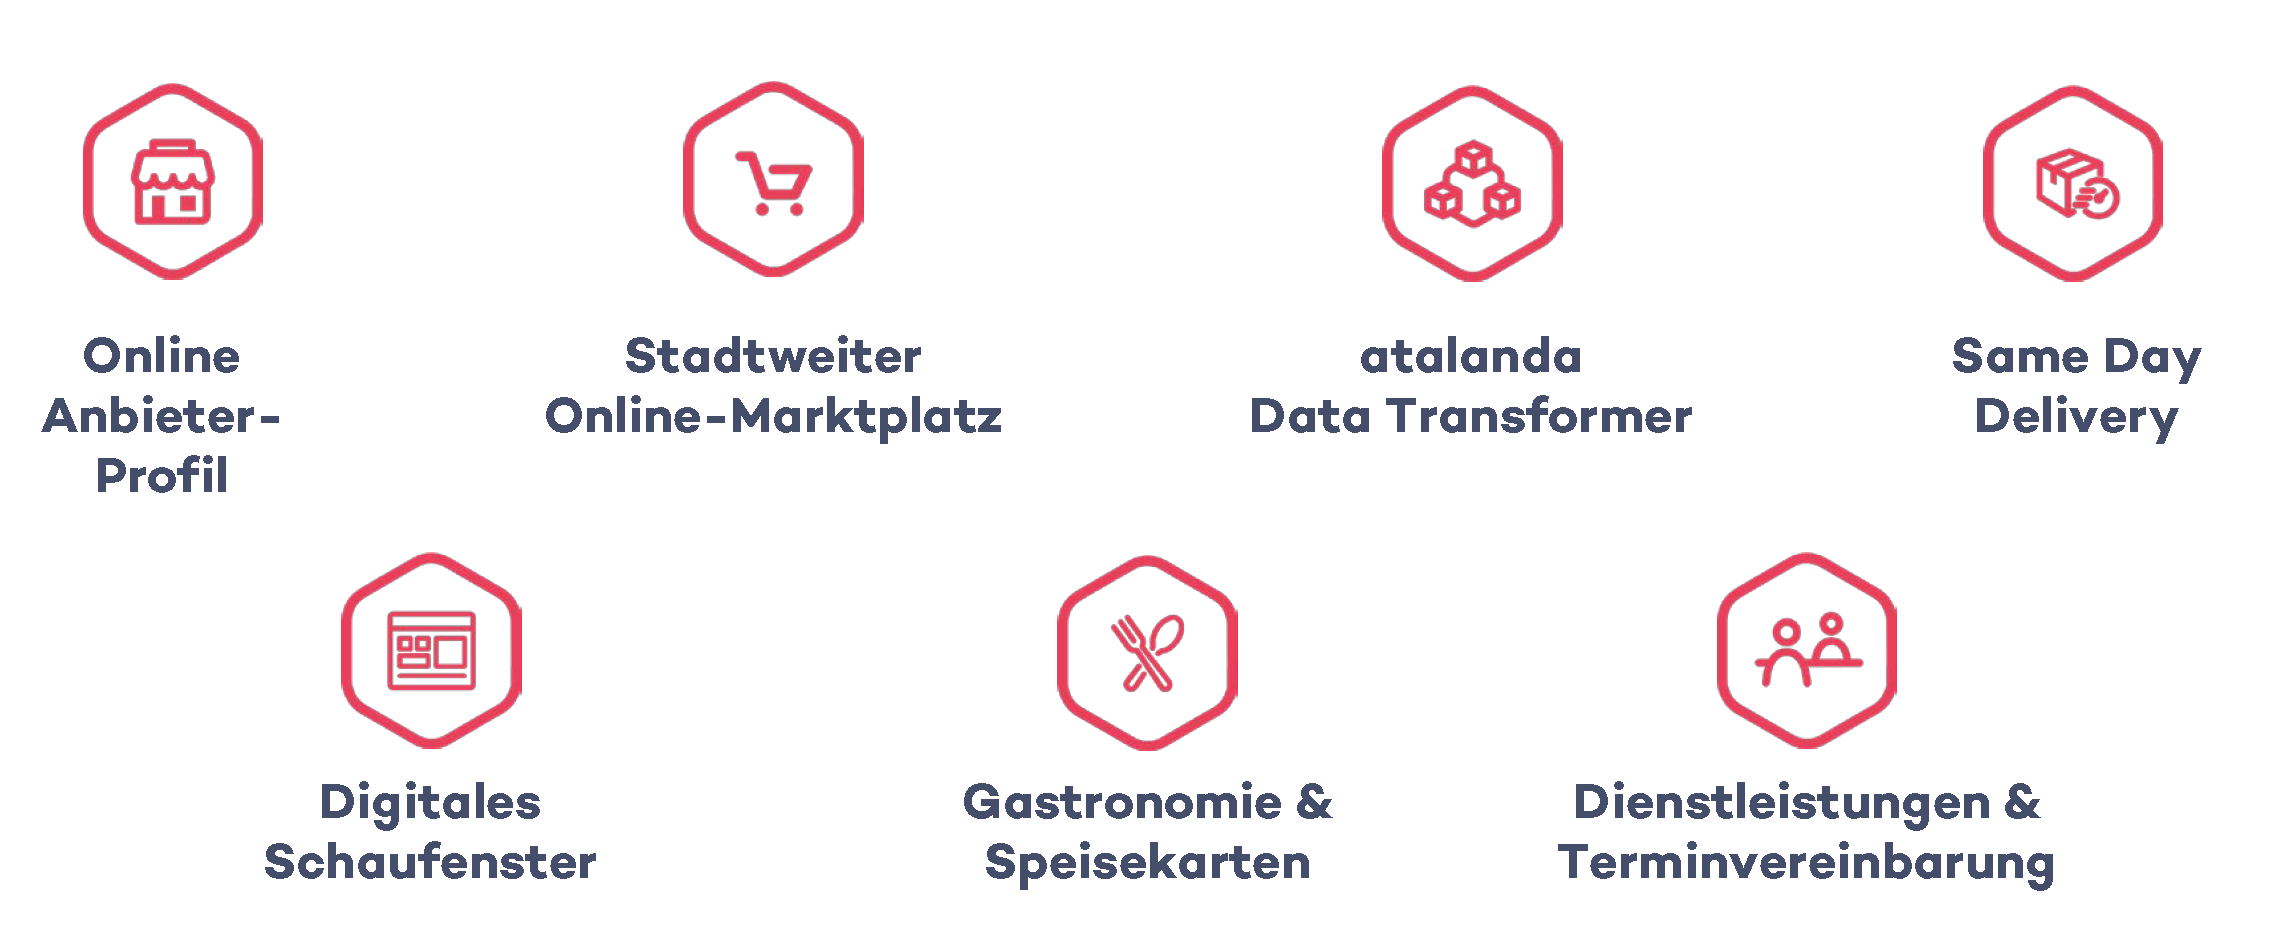 Online
Anbieter-
Profil
Stadtweiter
Online-Marktplatz
atalanda
Data Transformer
Same Day
Delivery
Digitales
Schaufenster
Gastronomie &
Speisekarten
Dienstleistungen &
Terminvereinbarung